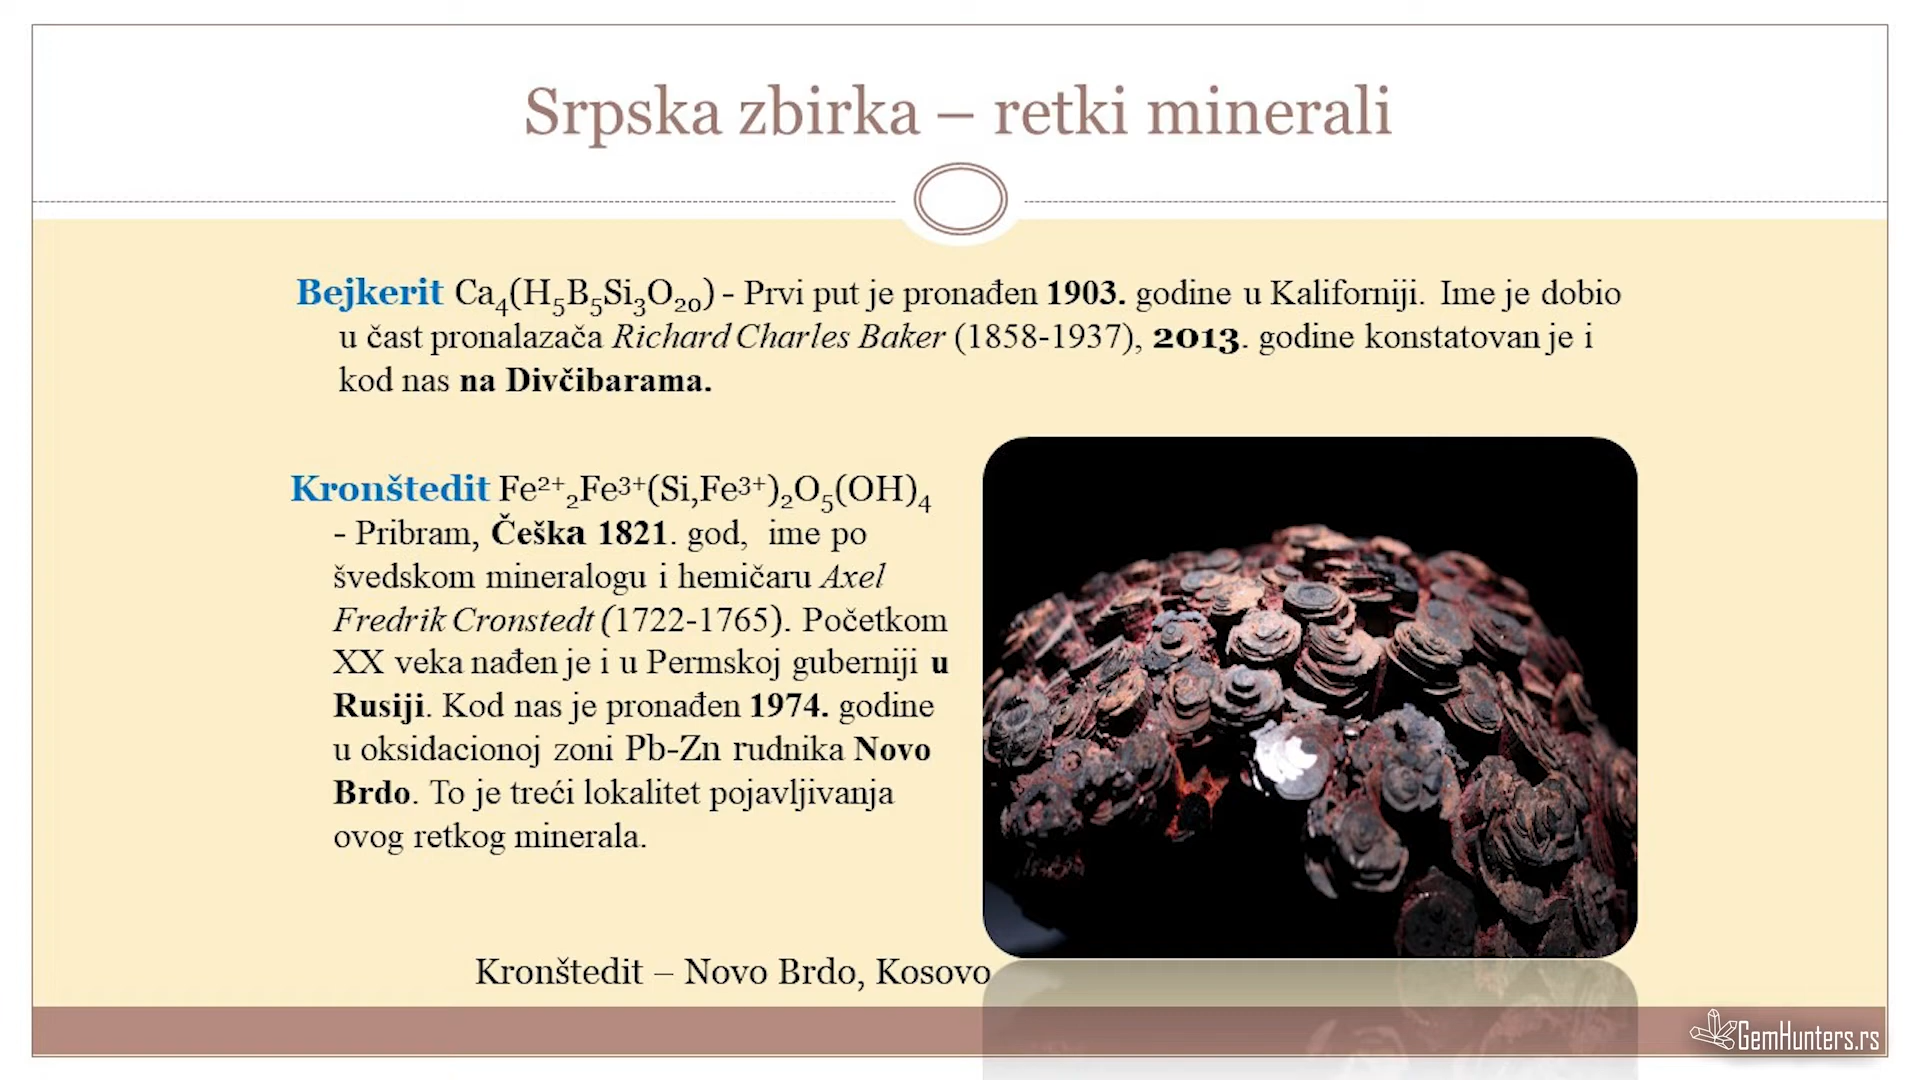 Srpska zbirka – retki minerali
Bejkerit Ca₄(H₅B₅Si₃O₂₀) - Prvi put je pronađen 1903. godine u Kaliforniji. Ime je dobio
u čast pronalazača Richard Charles Baker (1858-1937), 2013. godine konstatovan je i
kod nas na Divčibarama.
Kronštedit Fe²⁺₂Fe³⁺(Si,Fe³⁺)₂O₅(OH)₄
- Pribram, Češka 1821. god, ime po
švedskom mineralogu i hemičaru Axel
Fredrik Cronstedt (1722-1765). Početkom
XX veka nađen je i u Permskoj guberniji u
Rusiji. Kod nas je pronađen 1974. godine
u oksidacionoj zoni Pb-Zn rudnika Novo
Brdo. To je treći lokalitet pojavljivanja
ovog retkog minerala.
Kronštedit – Novo Brdo, Kosovo
GemHunters.rs